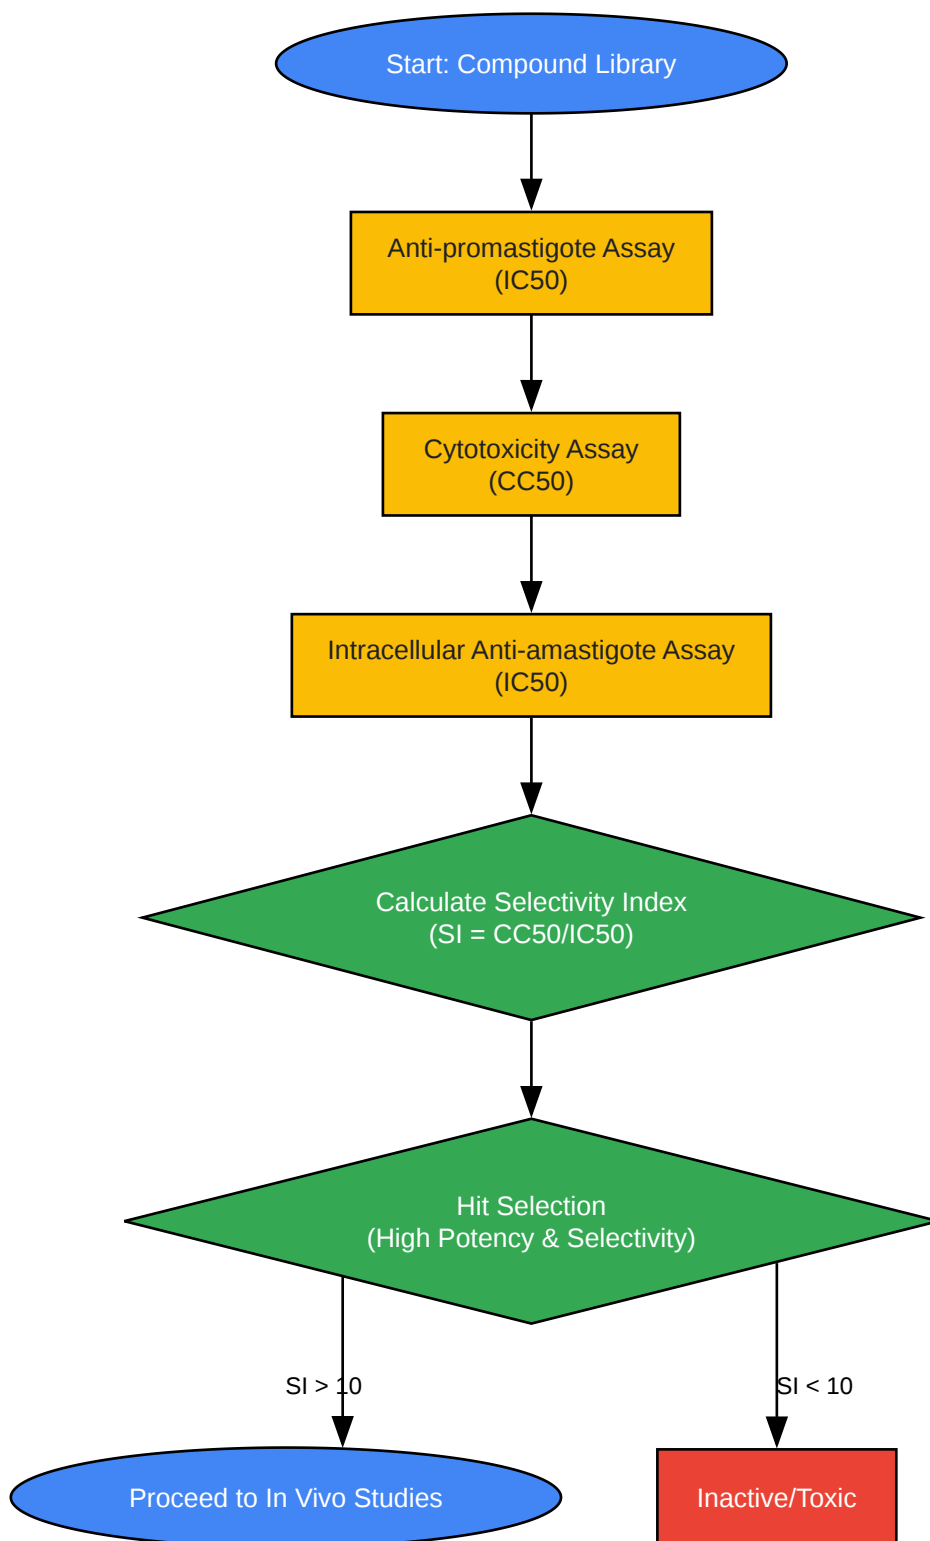 Start: Compound Library
Anti-promastigote Assay
(IC50)
Cytotoxicity Assay
(CC50)
Intracellular Anti-amastigote Assay
(IC50)
Calculate Selectivity Index
(SI = CC50/IC50)
Hit Selection
(High Potency & Selectivity)
SI > 10
SI < 10
Proceed to In Vivo Studies
Inactive/Toxic